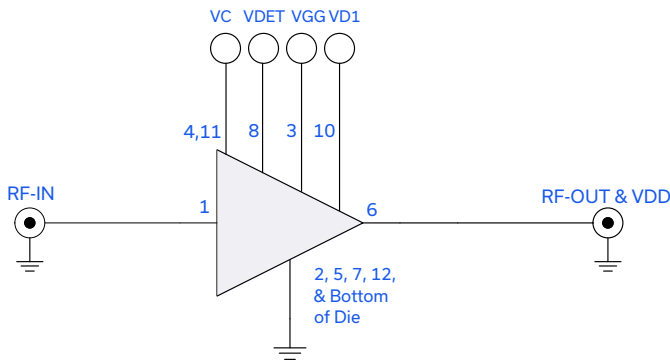 VC VDET VGG VD1
4,11 8 3 10
RF-IN
1
6
RF-OUT & VDD
2, 5, 7, 12,
& Bottom
of Die